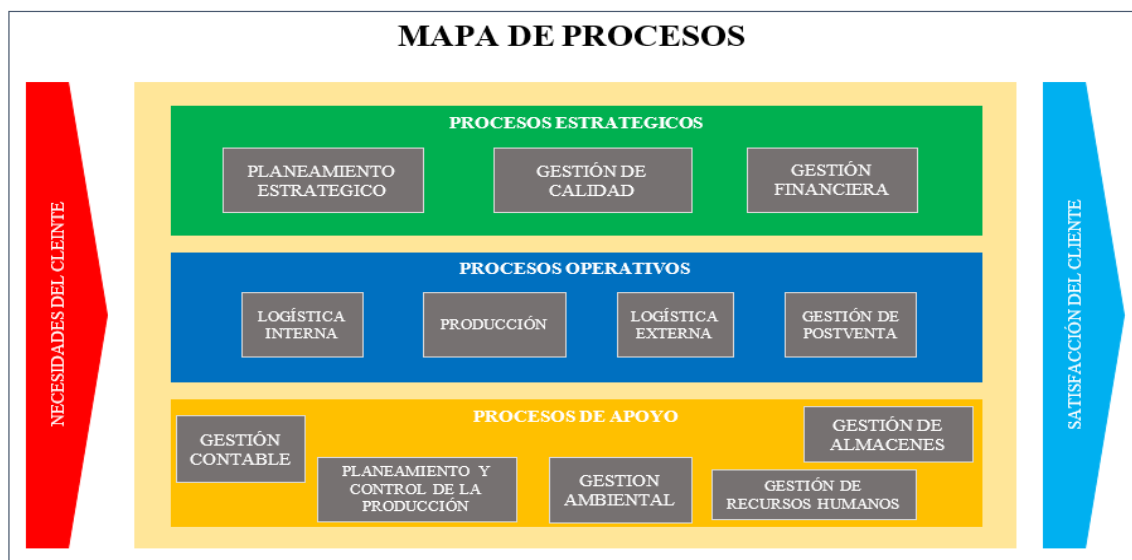 MAPA DE PROCESOS
NECESIDADES DEL CLEINTE
PROCESOS ESTRATEGICOS
PLANEAMIENTO
ESTRATEGICO
GESTIÓN DE
CALIDAD
GESTIÓN
FINANCIERA
PROCESOS OPERATIVOS
LOGÍSTICA
INTERNA
PRODUCCIÓN
LOGÍSTICA
EXTERNA
GESTIÓN DE
POSTVENTA
PROCESOS DE APOYO
GESTIÓN
CONTABLE
PLANEAMIENTO Y
CONTROL DE LA
PRODUCCIÓN
GESTION
AMBIENTAL
GESTIÓN DE
RECURSOS HUMANOS
GESTIÓN DE
ALMACENES
SATISFACCIÓN DEL CLIENTE